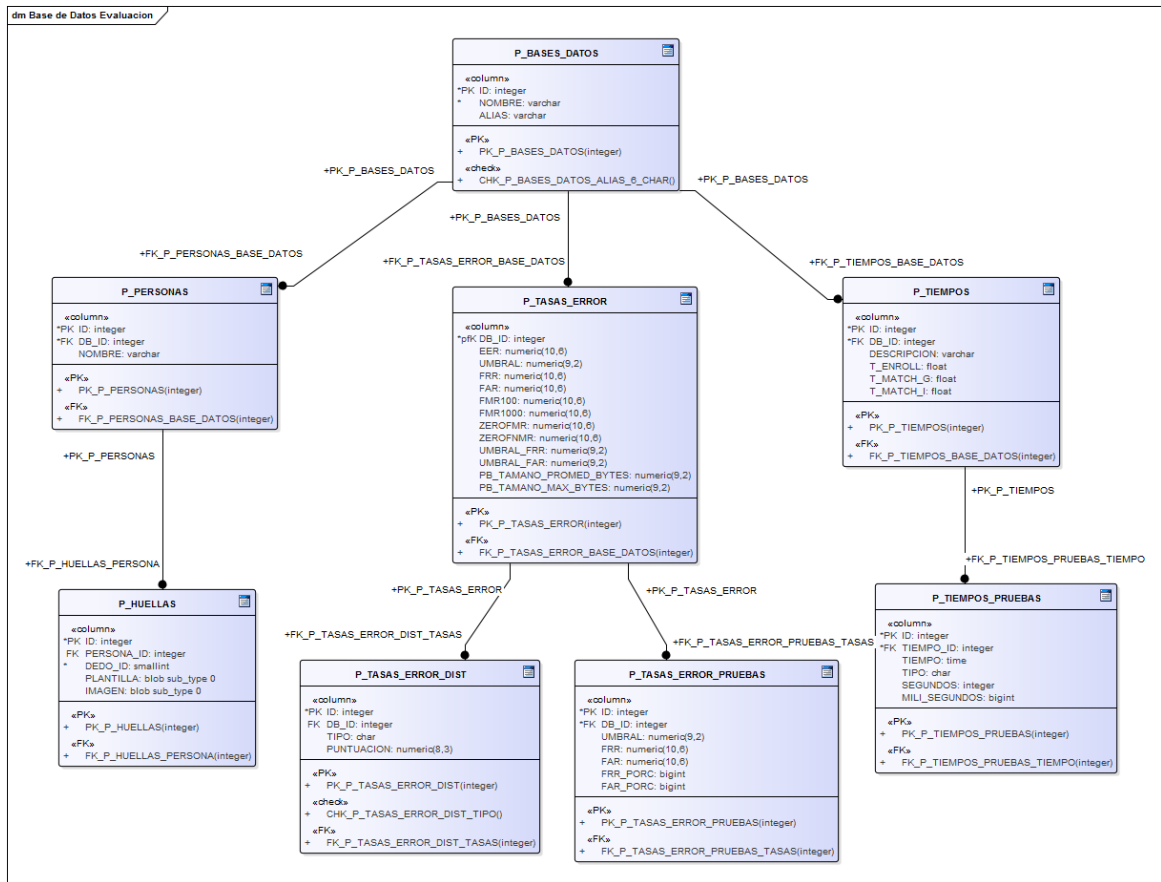 dm Base de Datos Evaluacion
P_BASES_DATOS
«column»
*PK ID: integer
* NOMBRE: varchar
ALIAS: varchar
«PK»
+ PK_P_BASES_DATOS(integer)
«check»
+ CHK_P_BASES_DATOS_ALIAS_6_CHAR()
+PK_P_BASES_DATOS
+PK_P_BASES_DATOS
+PK_P_BASES_DATOS
+FK_P_PERSONAS_BASE_DATOS
+FK_P_TASAS_ERROR_BASE_DATOS
+FK_P_TIEMPOS_BASE_DATOS
P_PERSONAS
«column»
*PK ID: integer
*FK DB_ID: integer
NOMBRE: varchar
«PK»
+ PK_P_PERSONAS(integer)
«FK»
+ FK_P_PERSONAS_BASE_DATOS(integer)
P_TASAS_ERROR
«column»
*pfK DB_ID: integer
EER: numeric(10,6)
UMBRAL: numeric(9,2)
FRR: numeric(10,6)
FAR: numeric(10,6)
FMR100: numeric(10,6)
FMR1000: numeric(10,6)
ZEROFMR: numeric(10,6)
ZEROFNMR: numeric(10,6)
UMBRAL_FRR: numeric(9,2)
UMBRAL_FAR: numeric(9,2)
PB_TAMANO_PROMED_BYTES: numeric(9,2)
PB_TAMANO_MAX_BYTES: numeric(9,2)
«PK»
+ PK_P_TASAS_ERROR(integer)
«FK»
+ FK_P_TASAS_ERROR_BASE_DATOS(integer)
P_TIEMPOS
«column»
*PK ID: integer
*FK DB_ID: integer
DESCRIPCION: varchar
T_ENROLL: float
T_MATCH_G: float
T_MATCH_I: float
«PK»
+ PK_P_TIEMPOS(integer)
«FK»
+ FK_P_TIEMPOS_BASE_DATOS(integer)
+PK_P_PERSONAS
+FK_P_HUELLAS_PERSONA
+PK_P_TASAS_ERROR
+FK_P_TASAS_ERROR_DIST_TASAS
+PK_P_TASAS_ERROR
+FK_P_TASAS_ERROR_PRUEBAS_TASAS
+PK_P_TIEMPOS
+FK_P_TIEMPOS_PRUEBAS_TIEMPO
P_HUELLAS
«column»
*PK ID: integer
FK PERSONA_ID: integer
* DEDO_ID: smallint
PLANTILLA: blob sub_type 0
IMAGEN: blob sub_type 0
«PK»
+ PK_P_HUELLAS(integer)
«FK»
+ FK_P_HUELLAS_PERSONA(integer)
P_TASAS_ERROR_DIST
«column»
*PK ID: integer
FK DB_ID: integer
TIPO: char
PUNTUACION: numeric(8,3)
«PK»
+ PK_P_TASAS_ERROR_DIST(integer)
«check»
+ CHK_P_TASAS_ERROR_DIST_TIPO()
«FK»
+ FK_P_TASAS_ERROR_DIST_TASAS(integer)
P_TASAS_ERROR_PRUEBAS
«column»
*PK ID: integer
*FK DB_ID: integer
UMBRAL: numeric(9,2)
FRR: numeric(10,6)
FAR: numeric(10,6)
FRR_PORC: bigint
FAR_PORC: bigint
«PK»
+ PK_P_TASAS_ERROR_PRUEBAS(integer)
«FK»
+ FK_P_TASAS_ERROR_PRUEBAS_TASAS(integer)
P_TIEMPOS_PRUEBAS
«column»
*PK ID: integer
*FK TIEMPO_ID: integer
TIEMPO: time
TIPO: char
SEGUNDOS: integer
MILI_SEGUNDOS: bigint
«PK»
+ PK_P_TIEMPOS_PRUEBAS(integer)
«FK»
+ FK_P_TIEMPOS_PRUEBAS_TIEMPO(integer)